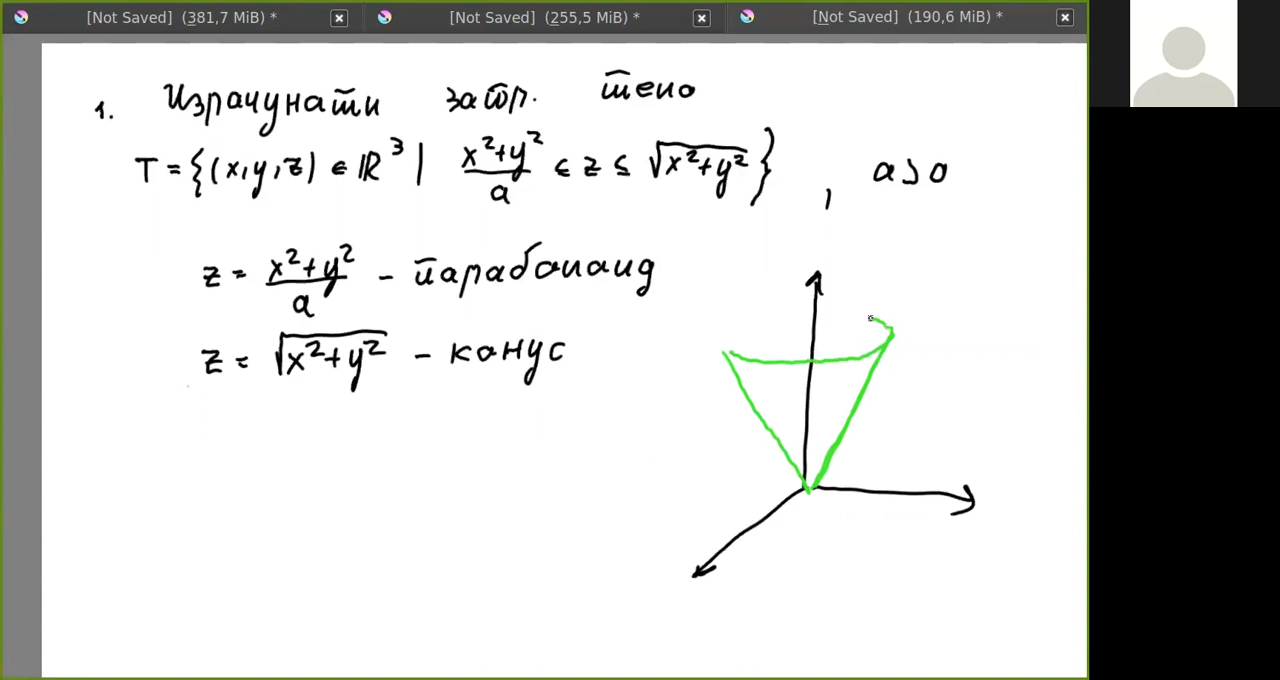 [Not Saved] (381,7 MiB) * [Not Saved] (255,5 MiB) * [Not Saved] (190,6 MiB) *
1. Израчунати запр. тело
T = {(x,y,z) ∈ ℝ³ | (x²+y²)/a ≤ z ≤ √(x²+y²)} , a>0
z = (x²+y²)/a - параболоид
z = √(x²+y²) - конус